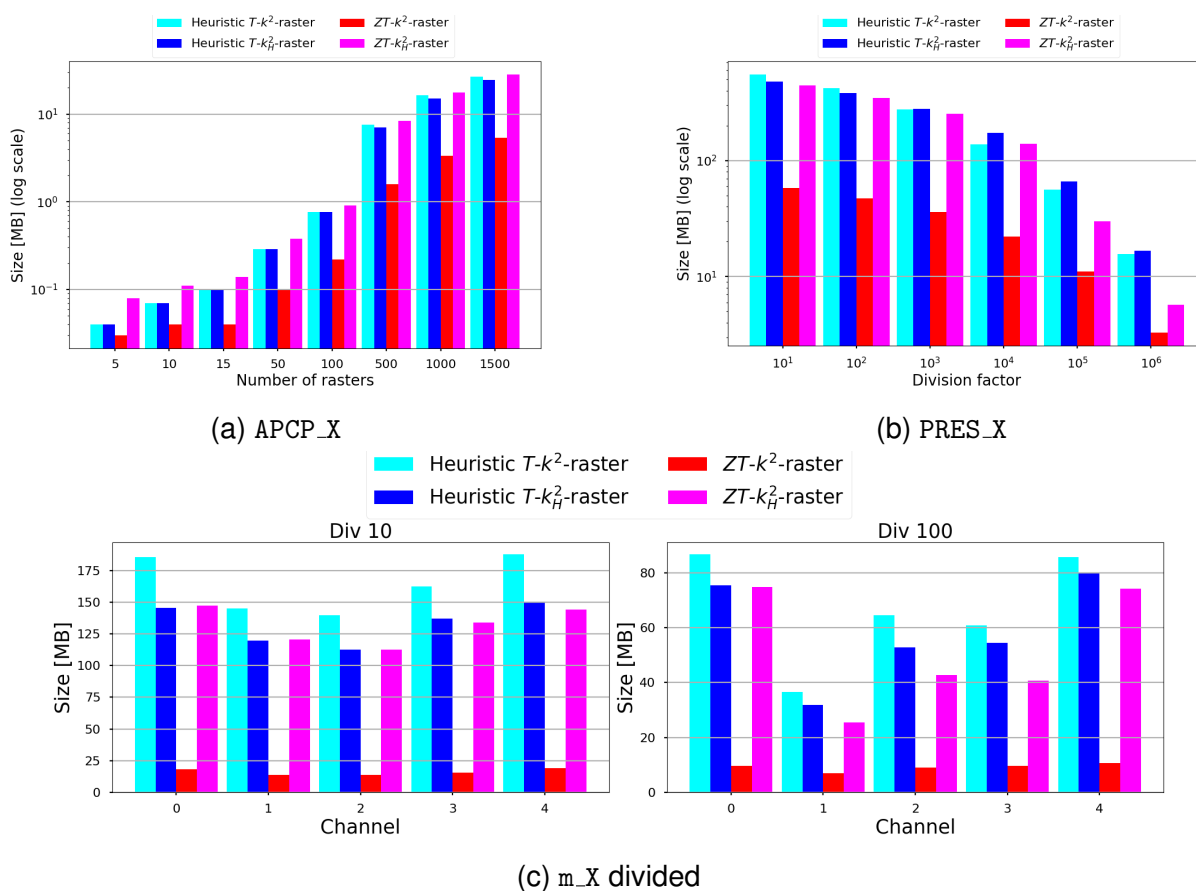 Heuristic T-k²-raster ZT-k²-raster
Heuristic T-k²_H-raster ZT-k²_H-raster
Size [MB] (log scale)
10¹
10⁰
10⁻¹
5 10 15 50 100 500 1000 1500
Number of rasters
(a) APCP_X
Heuristic T-k²-raster ZT-k²-raster
Heuristic T-k²_H-raster ZT-k²_H-raster
Size [MB] (log scale)
10²
10¹
10¹ 10² 10³ 10⁴ 10⁵ 10⁶
Division factor
(b) PRES_X
Heuristic T-k²-raster ZT-k²-raster
Heuristic T-k²_H-raster ZT-k²_H-raster
Div 10
Size [MB]
175
150
125
100
75
50
25
0
0 1 2 3 4
Channel
Div 100
Size [MB]
80
60
40
20
0
0 1 2 3 4
Channel
(c) m_X divided